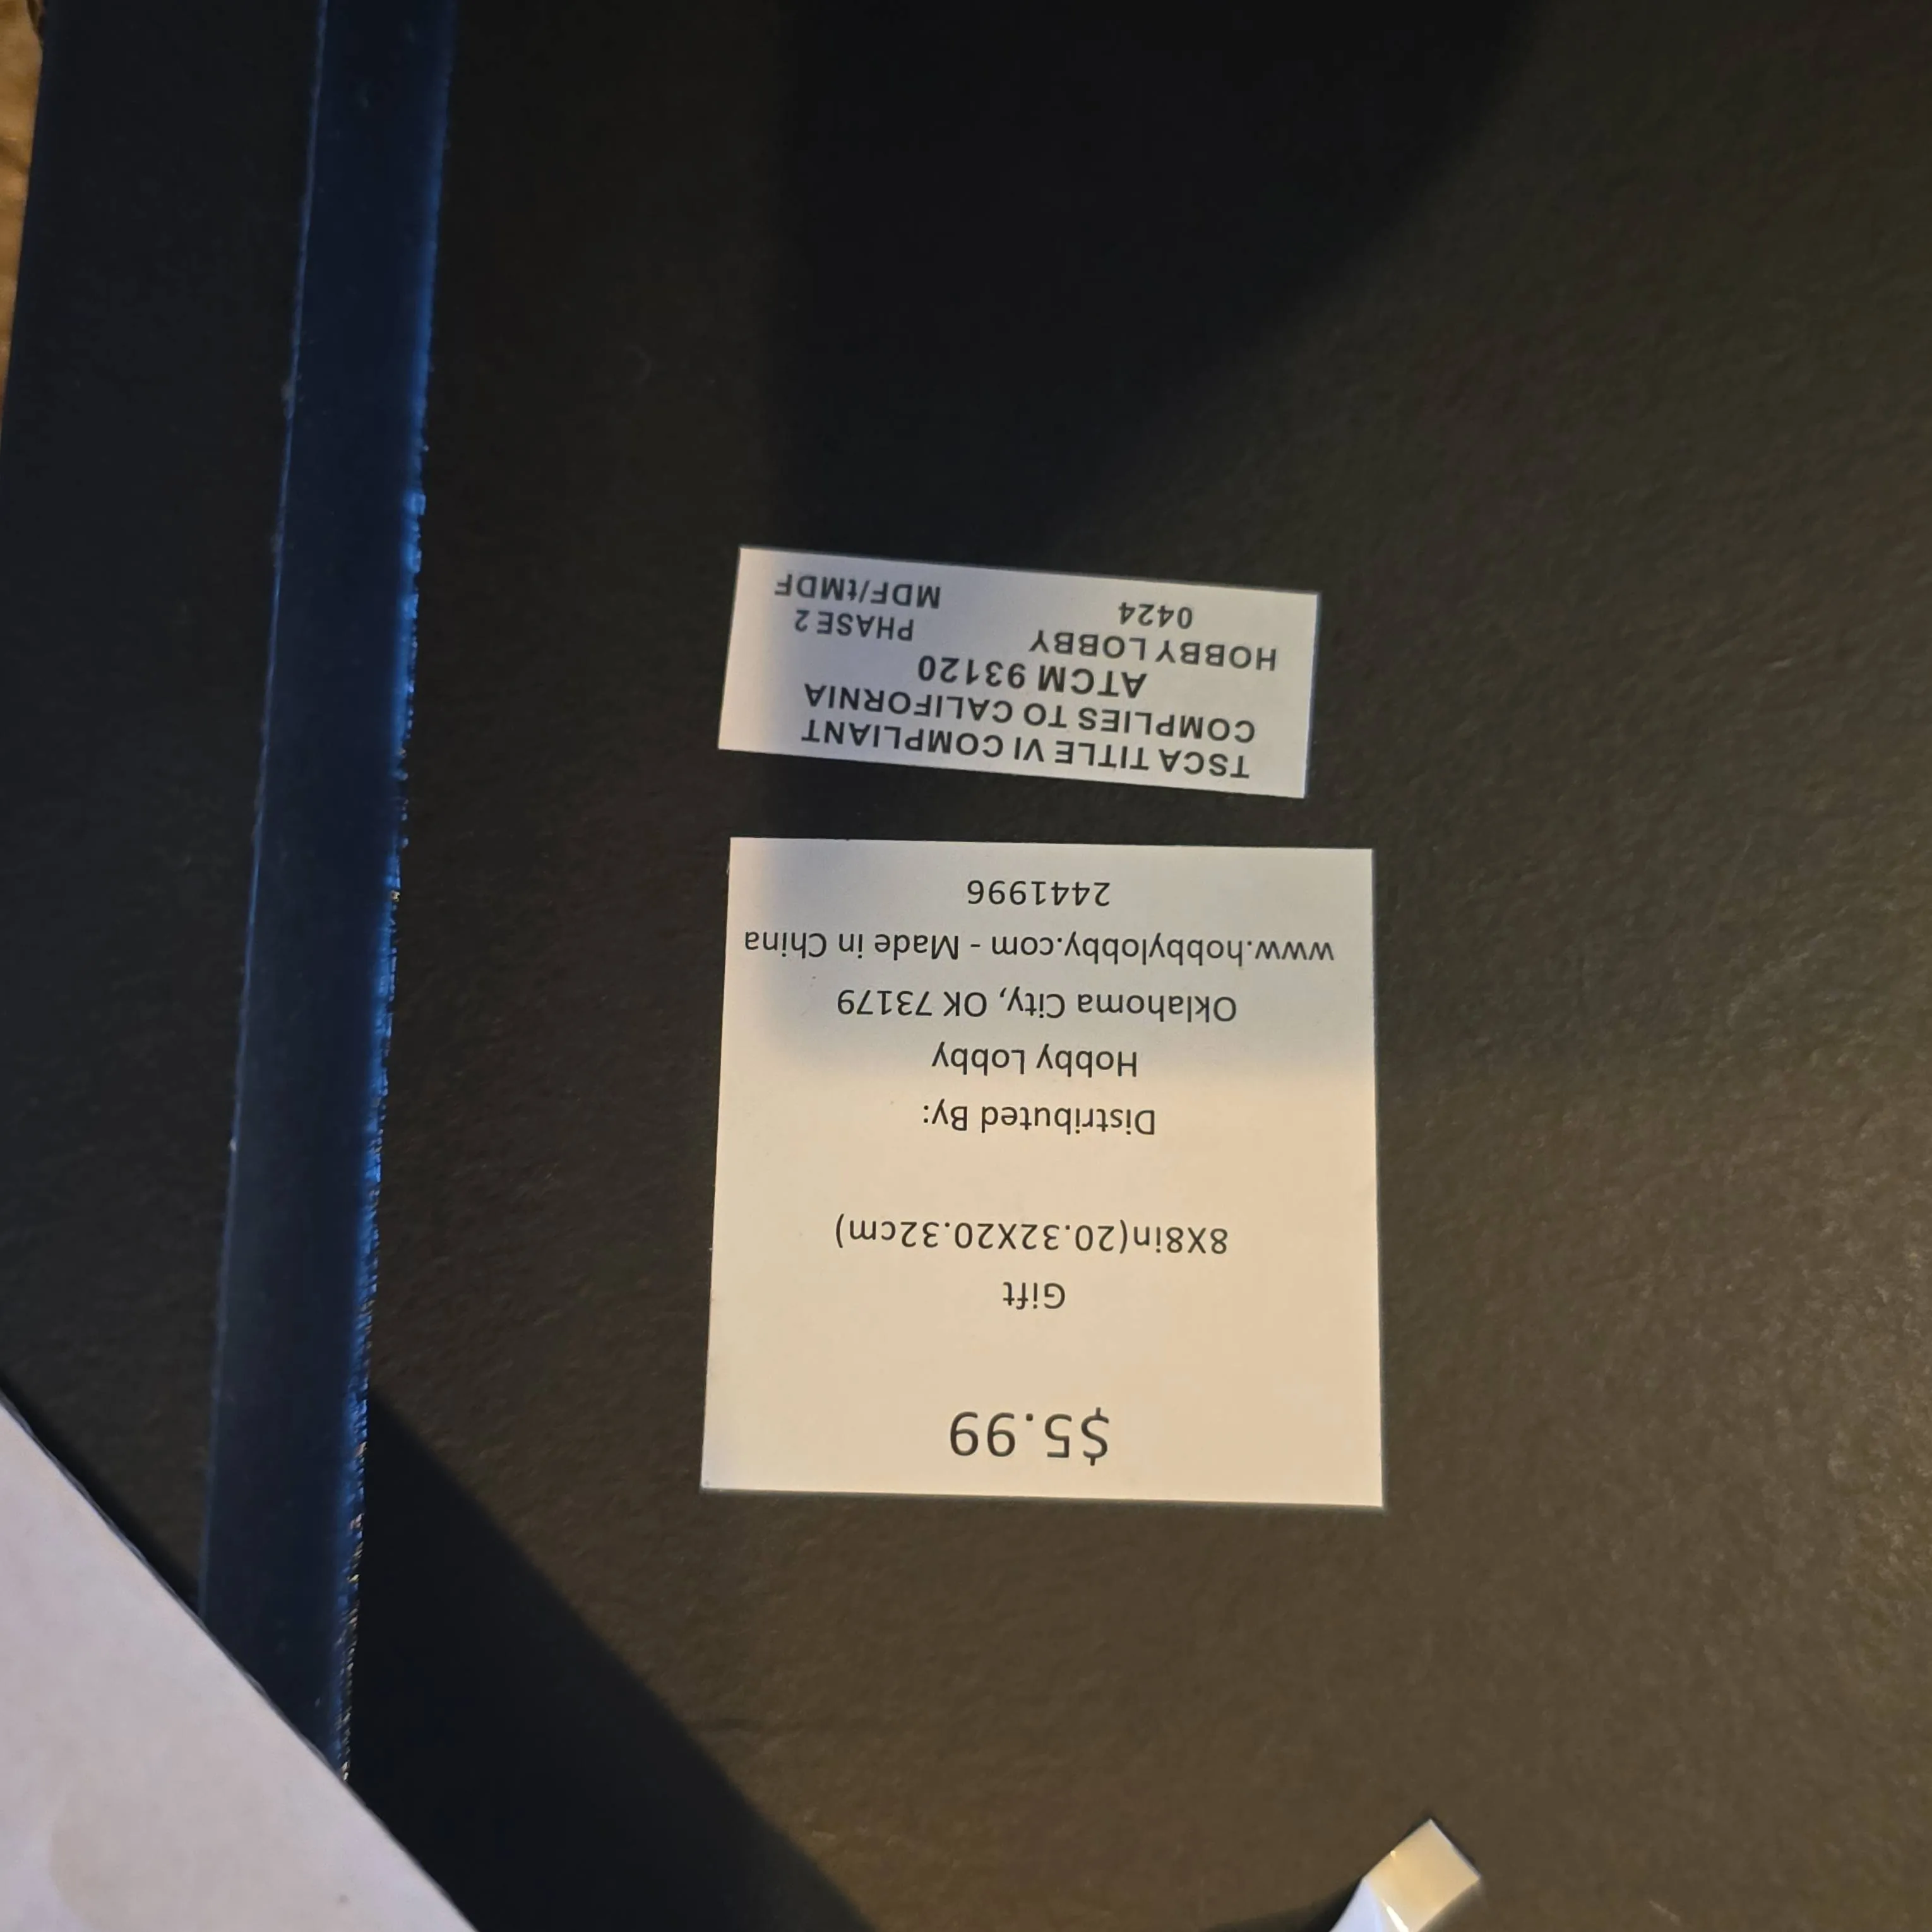 $5.99
Gift
8X8in(20.32X20.32cm)
Distributed By:
Hobby Lobby
Oklahoma City, OK 73179
www.hobbylobby.com - Made in China
2441996
TSCA TITLE VI COMPLIANT
COMPLIES TO CALIFORNIA
ATCM 93120
HOBBY LOBBY PHASE 2
0424 MDF/tMDF